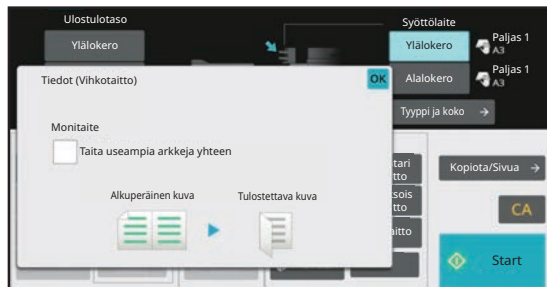 Ulostulotaso
Ylälokero
Syöttölaite
Ylälokero
Paljas 1
A3
Alalokero
Paljas 1
A3
Tyyppi ja koko
Tiedot (Vihkotaitto)
OK
Monitaite
Taita useampia arkkeja yhteen
Alkuperäinen kuva
Tulostettava kuva
Kopiota/Sivua
CA
Start